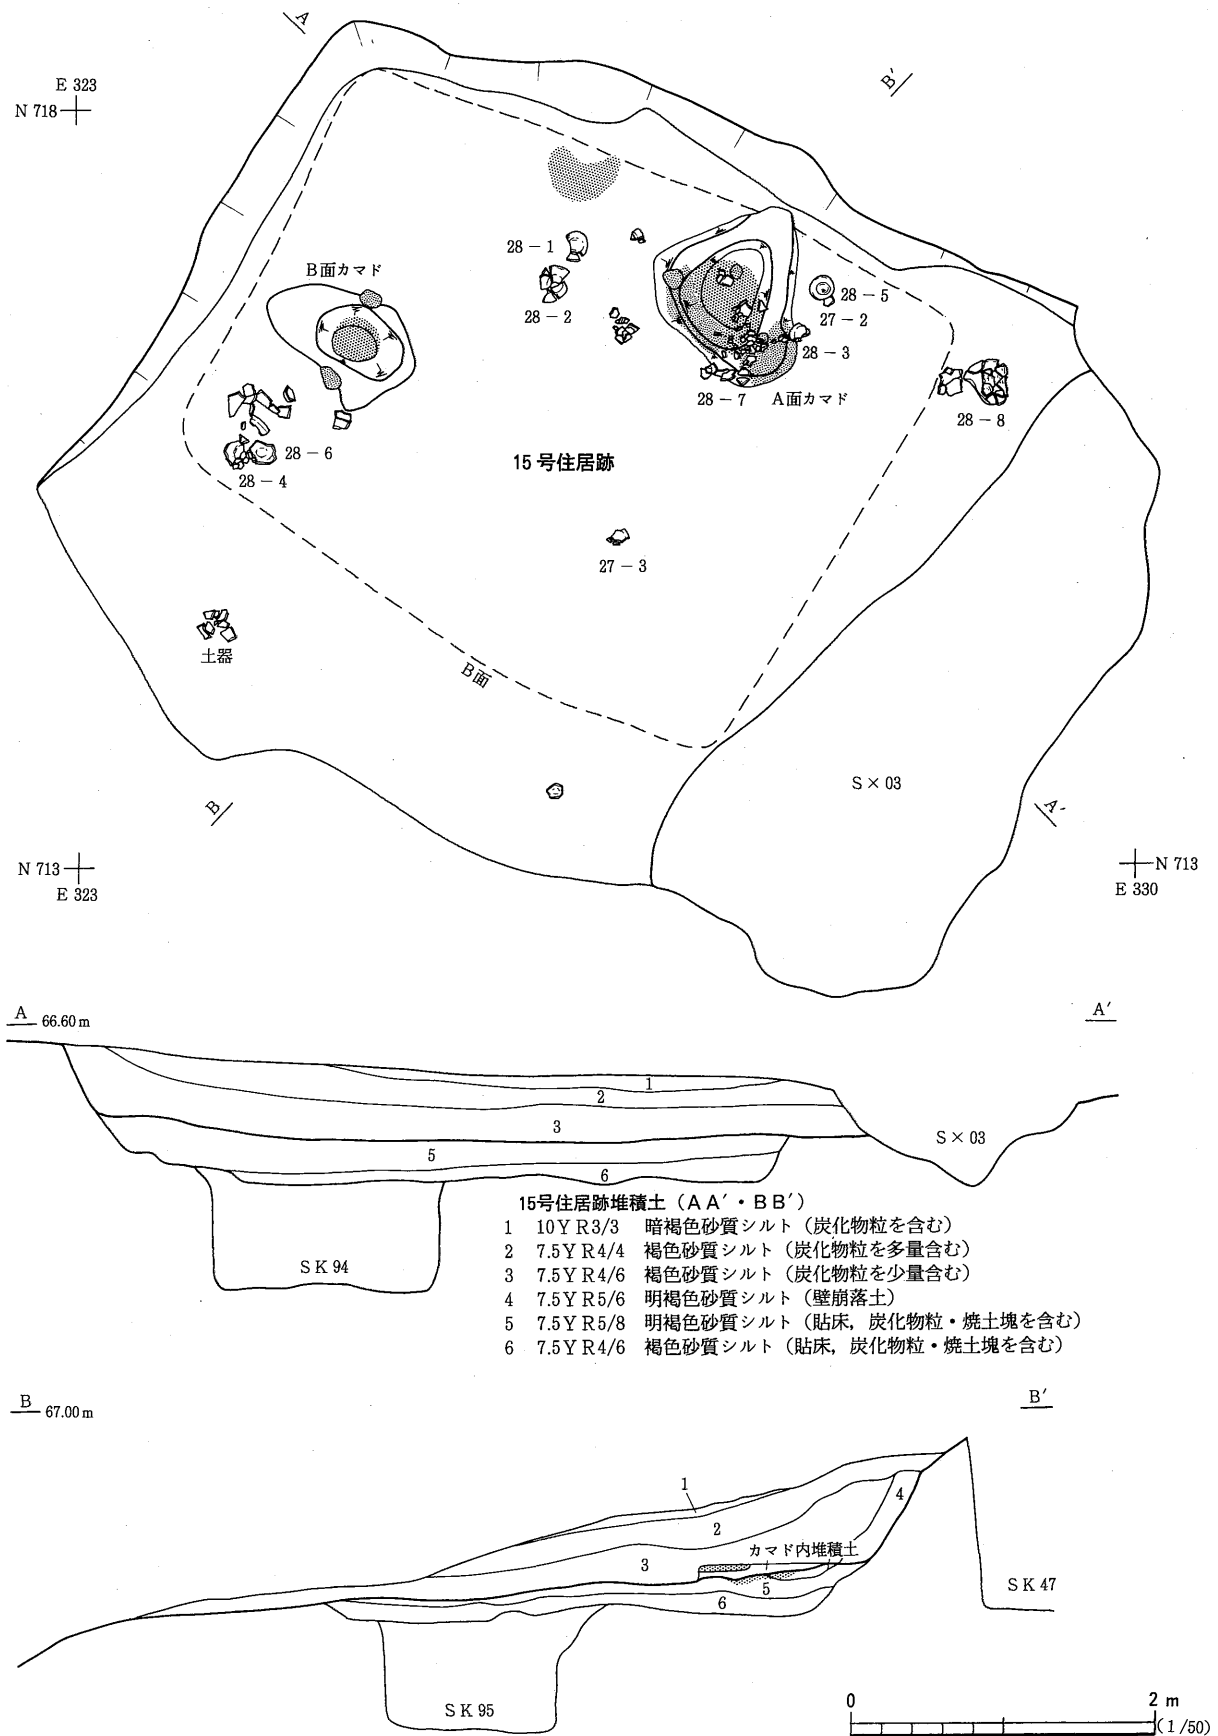 A
B′
E 323
N 718
28－1
B面カマド
28－2
28－5
27－2
28－3
28－7
A面カマド
28－8
28－6
28－4
15号住居跡
27－3
土器
B面
S×03
B
A′
N 713
E 323
N 713
E 330
A 66.60m
A′
1
2
3
5
6
S×03
SK94
15号住居跡堆積土（AA′・BB′）
1 10YR3/3 暗褐色砂質シルト（炭化物粒を含む）
2 7.5YR4/4 褐色砂質シルト（炭化物粒を多量含む）
3 7.5YR4/6 褐色砂質シルト（炭化物粒を少量含む）
4 7.5YR5/6 明褐色砂質シルト（壁崩落土）
5 7.5YR5/8 明褐色砂質シルト（貼床，炭化物粒・焼土塊を含む）
6 7.5YR4/6 褐色砂質シルト（貼床，炭化物粒・焼土塊を含む）
B 67.00m
B′
1
4
2
カマド内堆積土
3
5
6
SK47
SK95
0 2 m
(1/50)